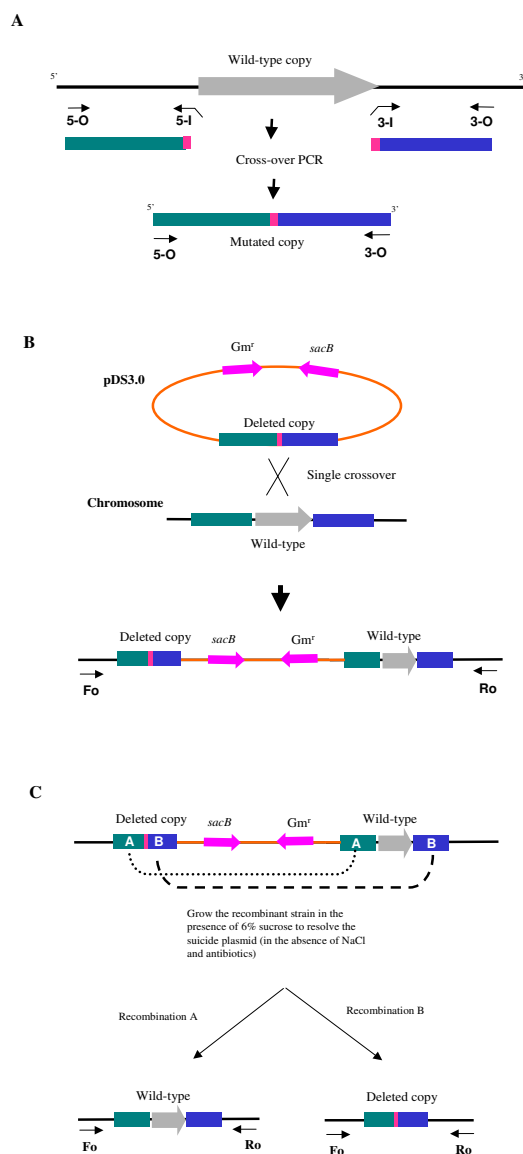 A
Wild-type copy
5’ 3’
5-O 5-I 3-I 3-O
Cross-over PCR
5’ 3’
5-O Mutated copy 3-O
B
Gmʳ sacB
pDS3.0
Deleted copy
Single crossover
Chromosome
Wild-type
Deleted copy sacB Gmʳ Wild-type
Fo Ro
C
Deleted copy sacB Gmʳ Wild-type
A B A B
Grow the recombinant strain in the
presence of 6% sucrose to resolve the
suicide plasmid (in the absence of NaCl
and antibiotics)
Recombination A Recombination B
Wild-type Deleted copy
Fo Ro Fo Ro